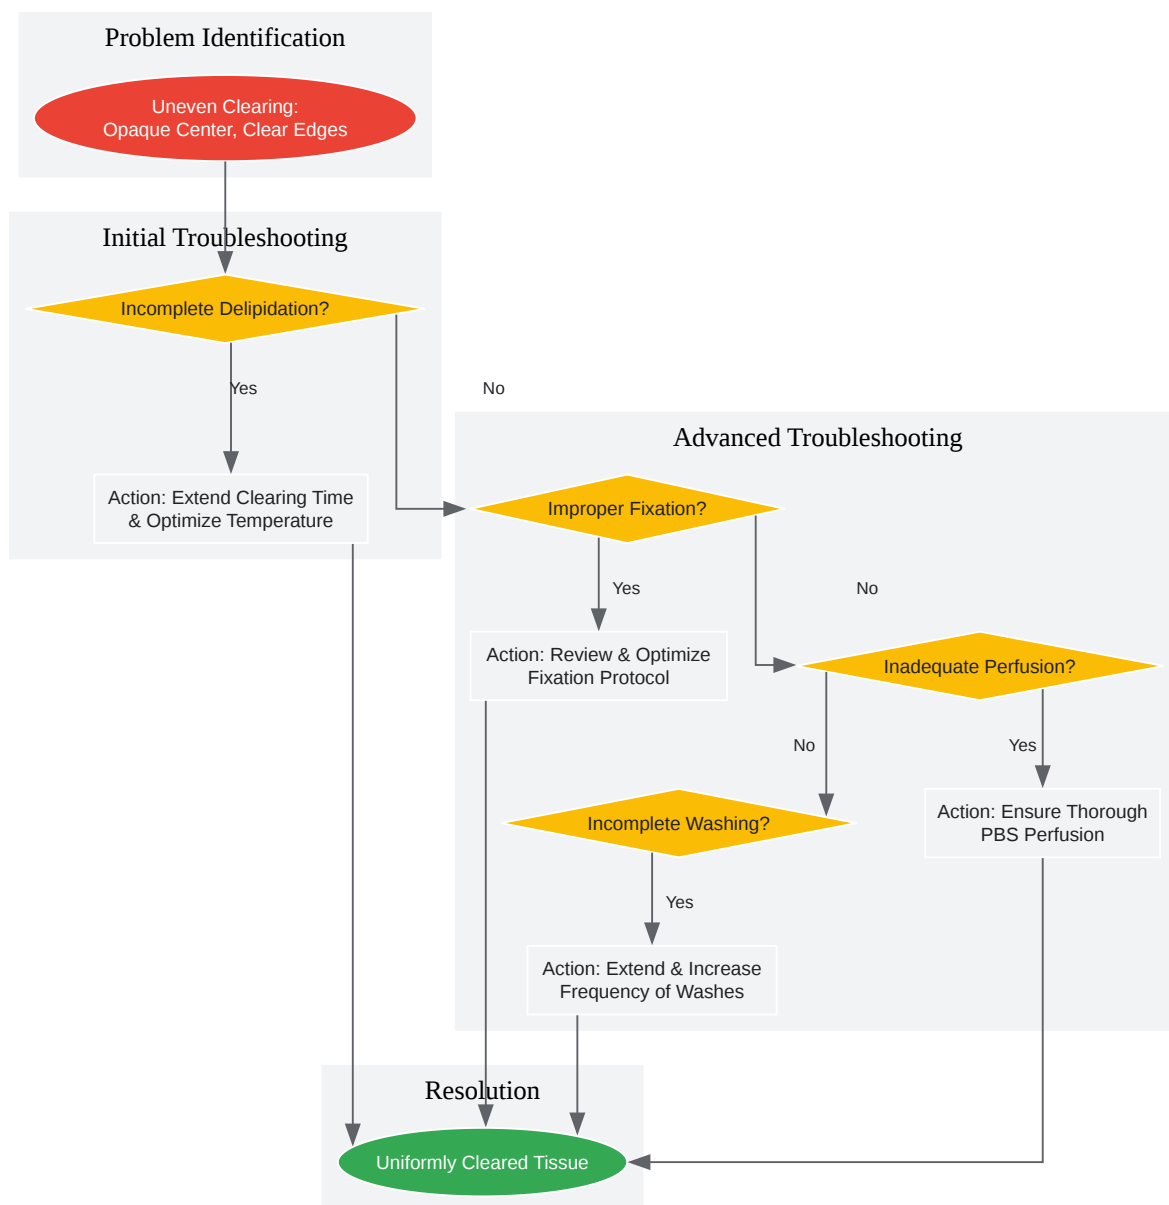 Problem Identification
Uneven Clearing:
Opaque Center, Clear Edges
Initial Troubleshooting
Incomplete Delipidation?
Yes
No
Action: Extend Clearing Time
& Optimize Temperature
Advanced Troubleshooting
Improper Fixation?
Yes
No
Action: Review & Optimize
Fixation Protocol
Inadequate Perfusion?
No
Yes
Incomplete Washing?
Action: Ensure Thorough
PBS Perfusion
Yes
Action: Extend & Increase
Frequency of Washes
Resolution
Uniformly Cleared Tissue